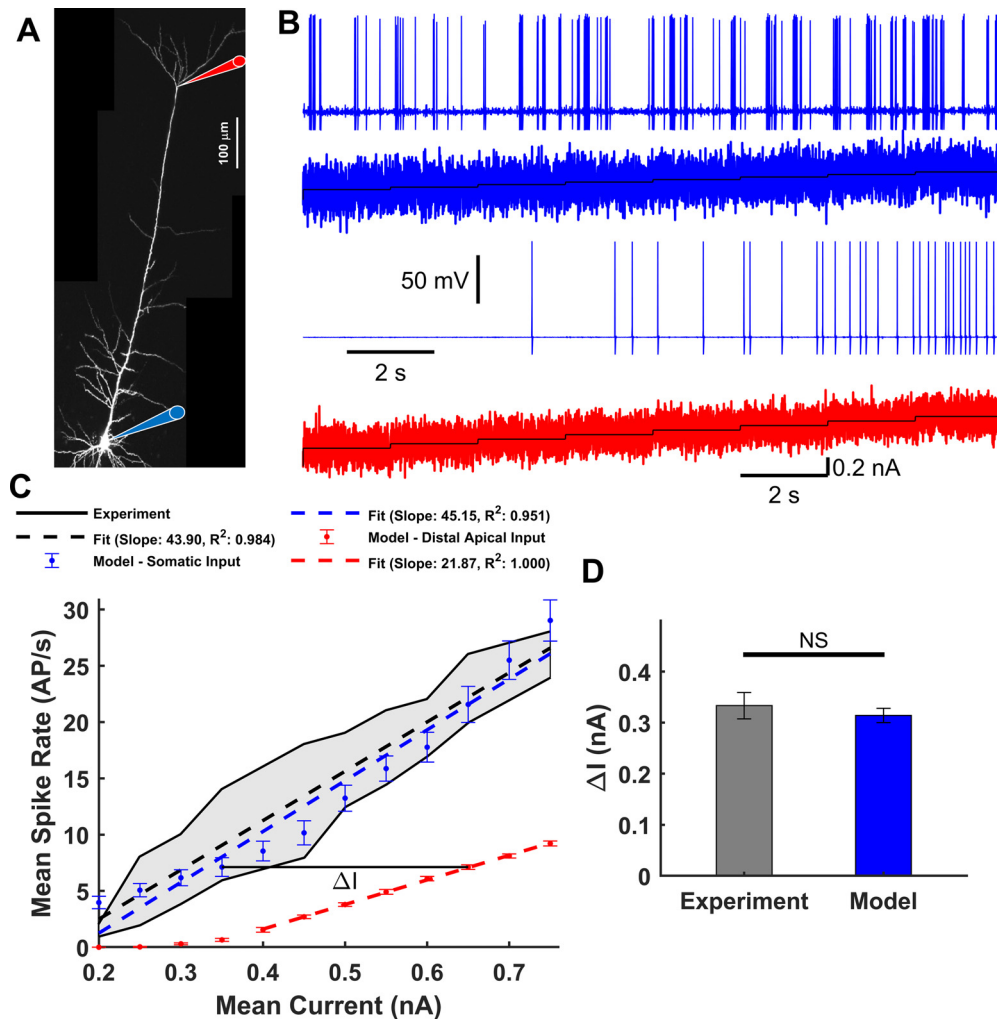 A
100 µm
B
50 mV
2 s
0.2 nA
2 s
C
Experiment
Fit (Slope: 43.90, R²: 0.984)
Model - Somatic Input
Fit (Slope: 45.15, R²: 0.951)
Model - Distal Apical Input
Fit (Slope: 21.87, R²: 1.000)
Mean Spike Rate (AP/s)
30
25
20
15
10
5
0
ΔI
0.2
0.3
0.4
0.5
0.6
0.7
Mean Current (nA)
D
NS
ΔI (nA)
0.4
0.3
0.2
0.1
0
Experiment
Model